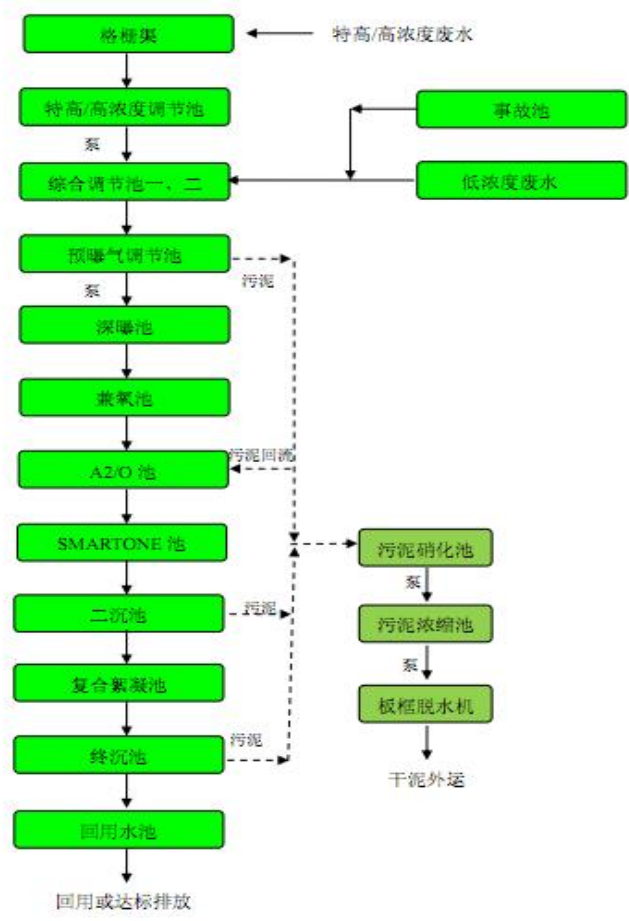 格栅渠
特高/高浓度废水
特高/高浓度调节池
事故池
泵
综合调节池一、二
低浓度废水
预曝气调节池
污泥
泵
深曝池
兼氧池
污泥回流
A2/O 池
SMARTONE 池
污泥硝化池
泵
二沉池
污泥
污泥浓缩池
泵
复合絮凝池
板框脱水机
污泥
终沉池
干泥外运
回用水池
回用或达标排放